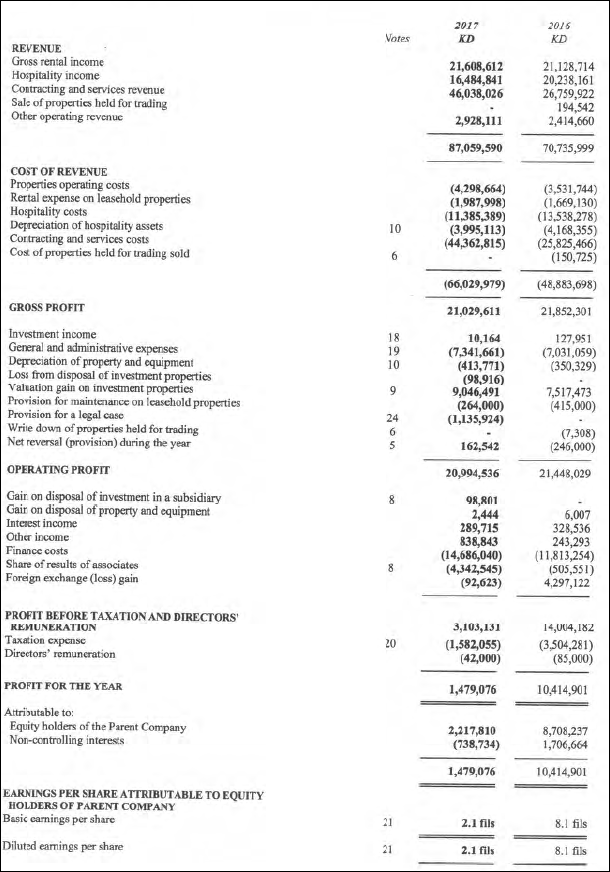 2017 2016
Notes KD KD
REVENUE
Gross rental income 21,608,612 21,128,714
Hospitality income 16,484,841 20,238,161
Contracting and services revenue 46,038,026 26,759,922
Sale of properties held for trading - 194,542
Other operating revenue 2,928,111 2,414,660
87,059,590 70,735,999
COST OF REVENUE
Properties operating costs (4,298,664) (3,531,744)
Rental expense on leasehold properties (1,987,998) (1,669,130)
Hospitality costs (11,385,389) (13,538,278)
Depreciation of hospitality assets 10 (3,995,113) (4,168,355)
Contracting and services costs (44,362,815) (25,825,466)
Cost of properties held for trading sold 6 - (150,725)
(66,029,979) (48,883,698)
GROSS PROFIT 21,029,611 21,852,301
Investment income 18 10,164 127,951
General and administrative expenses 19 (7,341,661) (7,031,059)
Depreciation of property and equipment 10 (413,771) (350,329)
Loss from disposal of investment properties (98,916) -
Valuation gain on investment properties 9 9,046,491 7,517,473
Provision for maintenance on leasehold properties (264,000) (415,000)
Provision for a legal case 24 (1,135,924) -
Write down of properties held for trading 6 - (7,308)
Net reversal (provision) during the year 5 162,542 (246,000)
OPERATING PROFIT 20,994,536 21,448,029
Gain on disposal of investment in a subsidiary 8 98,801 -
Gain on disposal of property and equipment 2,444 6,007
Interest income 289,715 328,536
Other income 838,843 243,293
Finance costs (14,686,040) (11,813,254)
Share of results of associates 8 (4,342,545) (505,551)
Foreign exchange (loss) gain (92,623) 4,297,122
PROFIT BEFORE TAXATION AND DIRECTORS'
REMUNERATION 3,103,131 14,004,182
Taxation expense 20 (1,582,055) (3,504,281)
Directors' remuneration (42,000) (85,000)
PROFIT FOR THE YEAR 1,479,076 10,414,901
Attributable to:
Equity holders of the Parent Company 2,217,810 8,708,237
Non-controlling interests (738,734) 1,706,664
1,479,076 10,414,901
EARNINGS PER SHARE ATTRIBUTABLE TO EQUITY
HOLDERS OF PARENT COMPANY
Basic earnings per share 21 2.1 fils 8.1 fils
Diluted earnings per share 21 2.1 fils 8.1 fils